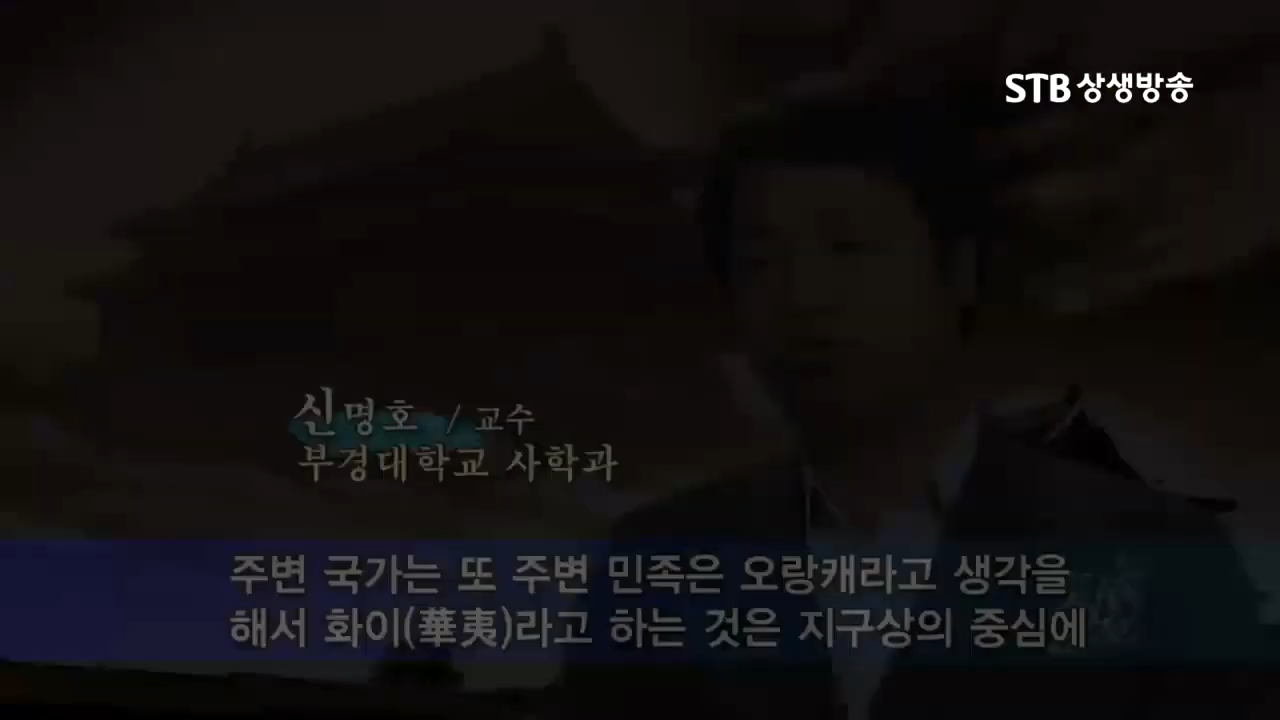 STB 상생방송
신명호 / 교수
부경대학교 사학과
주변 국가는 또 주변 민족은 오랑캐라고 생각을
해서 화이(華夷)라고 하는 것은 지구상의 중심에